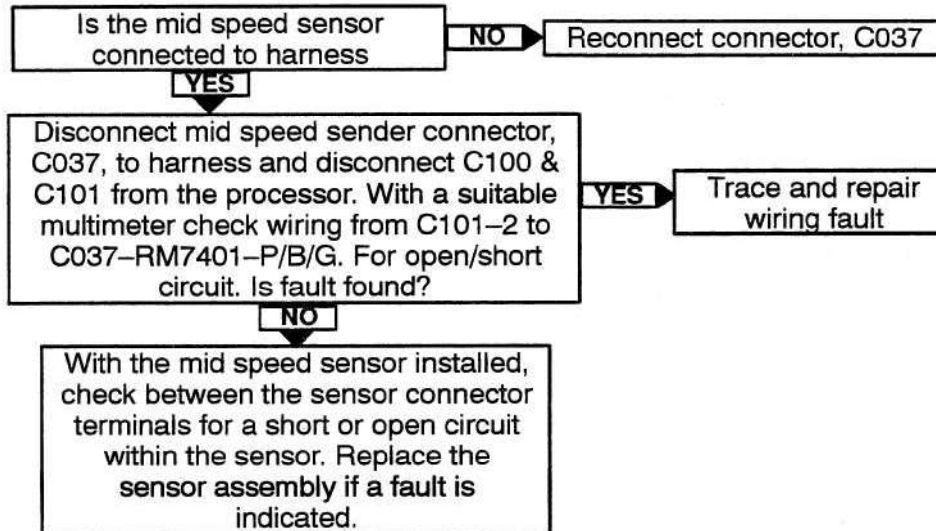 Is the mid speed sensor
connected to harness
NO
Reconnect connector, C037
YES
Disconnect mid speed sender connector,
C037, to harness and disconnect C100 &
C101 from the processor. With a suitable
multimeter check wiring from C101–2 to
C037–RM7401–P/B/G. For open/short
circuit. Is fault found?
YES
Trace and repair
wiring fault
NO
With the mid speed sensor installed,
check between the sensor connector
terminals for a short or open circuit
within the sensor. Replace the
sensor assembly if a fault is
indicated.